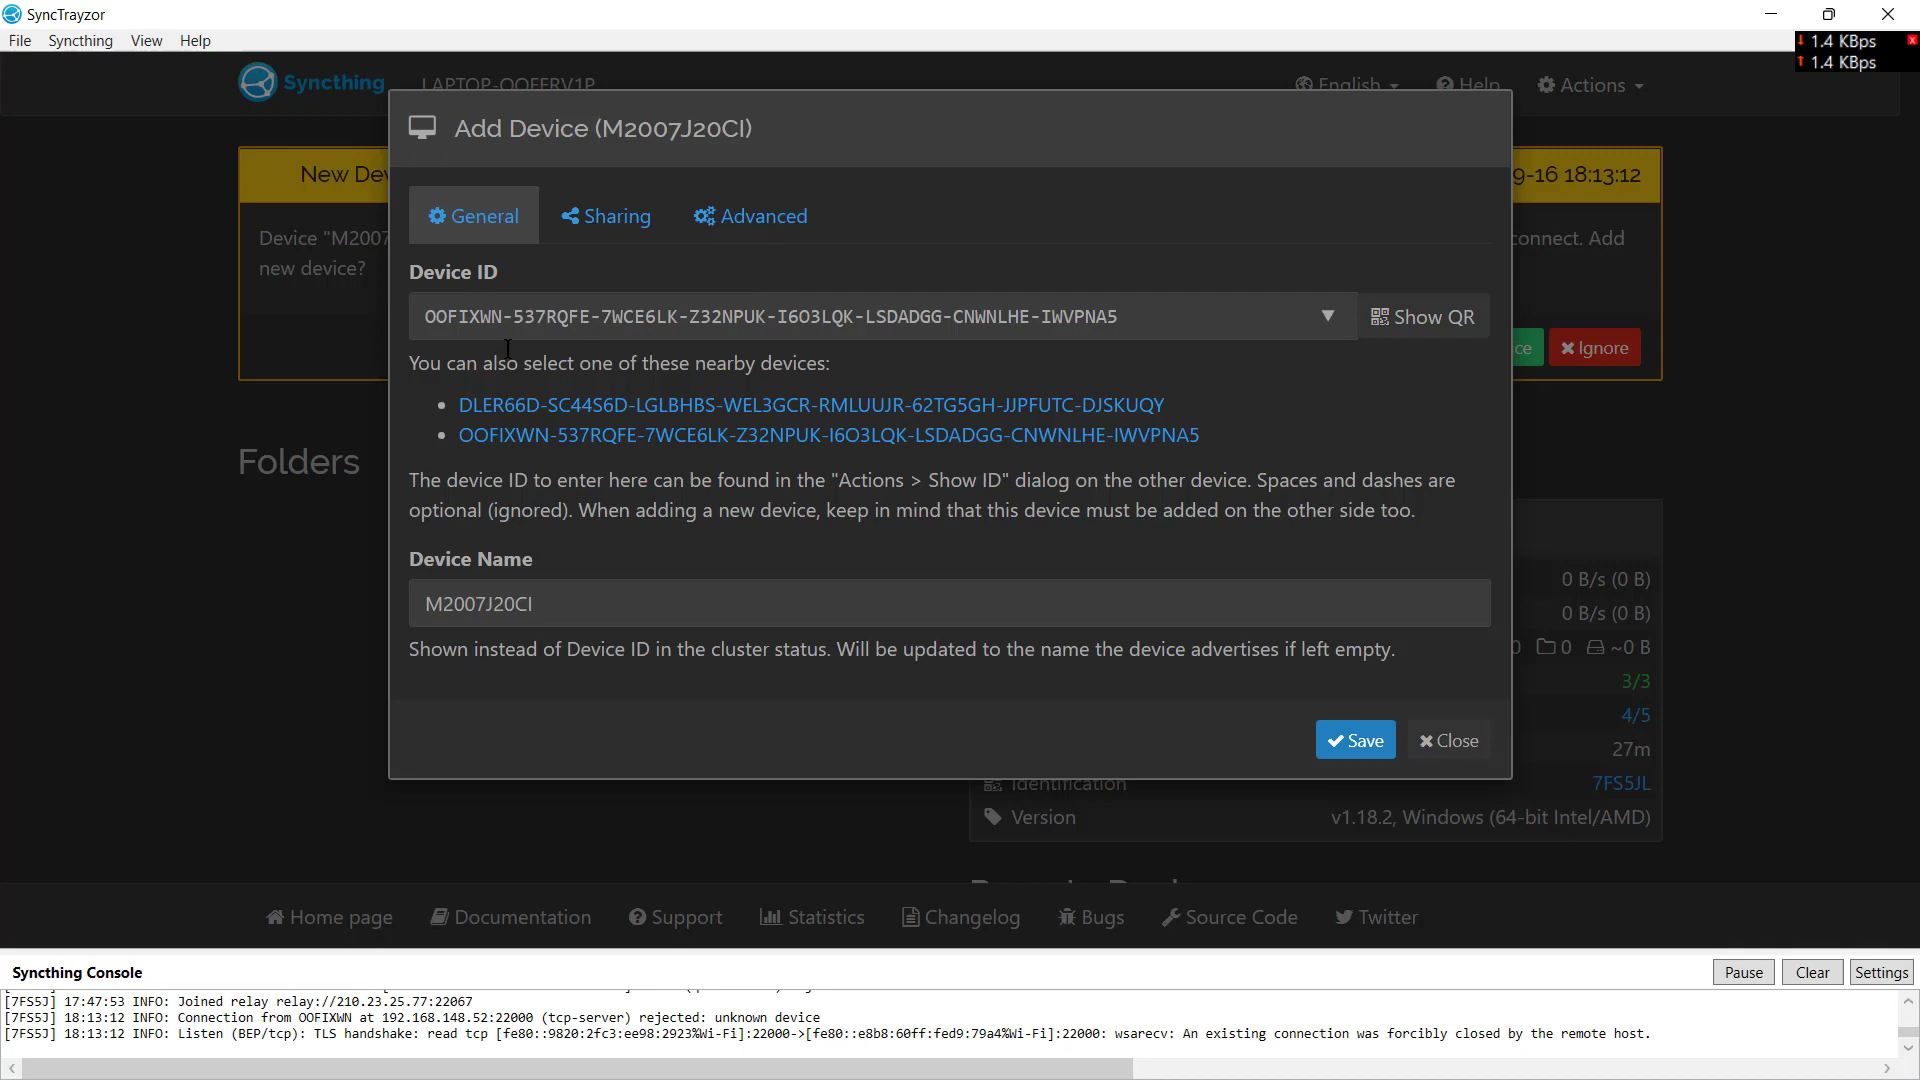 SyncTrayzor
File Syncthing View Help
↓ 1.4 KBps
↑ 1.4 KBps
Syncthing LAPTOP-OOFFRV1P English Help Actions
Add Device (M2007J20CI)
New Dev
9-16 18:13:12
General Sharing Advanced
Device "M2007
connect. Add
new device?
Device ID
OOFIXWN-537RQFE-7WCE6LK-Z32NPUK-I6O3LQK-LSDADGG-CNWNLHE-IWVPNA5 Show QR
ce Ignore
You can also select one of these nearby devices:
• DLER66D-SC44S6D-LGLBHBS-WEL3GCR-RMLUUJR-62TG5GH-JJPFUTC-DJSKUQY
• OOFIXWN-537RQFE-7WCE6LK-Z32NPUK-I6O3LQK-LSDADGG-CNWNLHE-IWVPNA5
Folders
The device ID to enter here can be found in the "Actions > Show ID" dialog on the other device. Spaces and dashes are
optional (ignored). When adding a new device, keep in mind that this device must be added on the other side too.
Device Name
M2007J20CI
Shown instead of Device ID in the cluster status. Will be updated to the name the device advertises if left empty.
Save Close
0 B/s (0 B)
0 B/s (0 B)
0 0 ~0 B
3/3
4/5
27m
Identification 7FS5JL
Version v1.18.2, Windows (64-bit Intel/AMD)
Home page Documentation Support Statistics Changelog Bugs Source Code Twitter
Syncthing Console Pause Clear Settings
[7FS5J] 17:47:53 INFO: Joined relay relay://210.23.25.77:22067
[7FS5J] 18:13:12 INFO: Connection from OOFIXWN at 192.168.148.52:22000 (tcp-server) rejected: unknown device
[7FS5J] 18:13:12 INFO: Listen (BEP/tcp): TLS handshake: read tcp [fe80::9820:2fc3:ee98:2923%Wi-Fi]:22000->[fe80::e8b8:60ff:fed9:79a4%Wi-Fi]:22000: wsarecv: An existing connection was forcibly closed by the remote host.